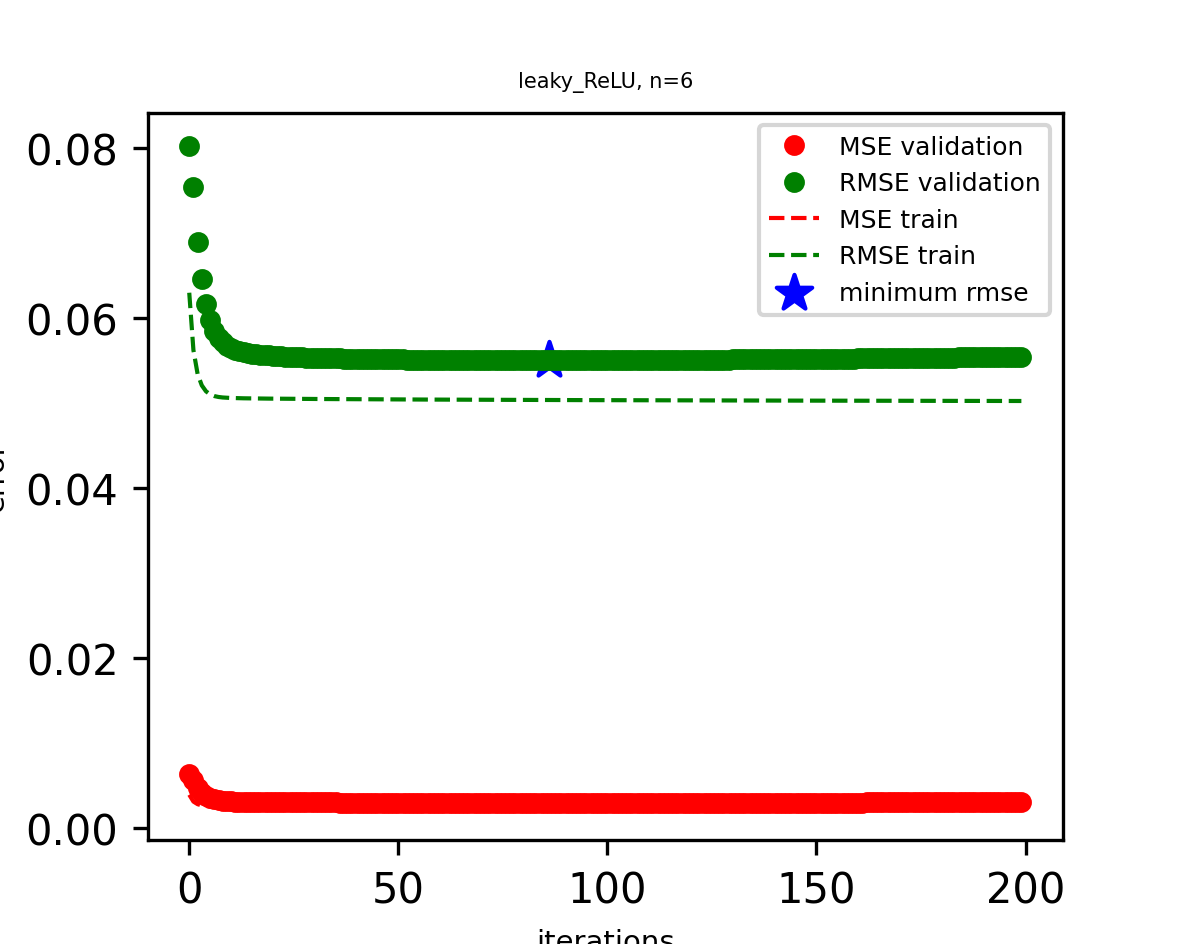 leaky_ReLU, n=6
MSE validation
RMSE validation
MSE train
RMSE train
minimum rmse
0.08
0.06
0.04
0.02
0.00
0 50 100 150 200
iterations